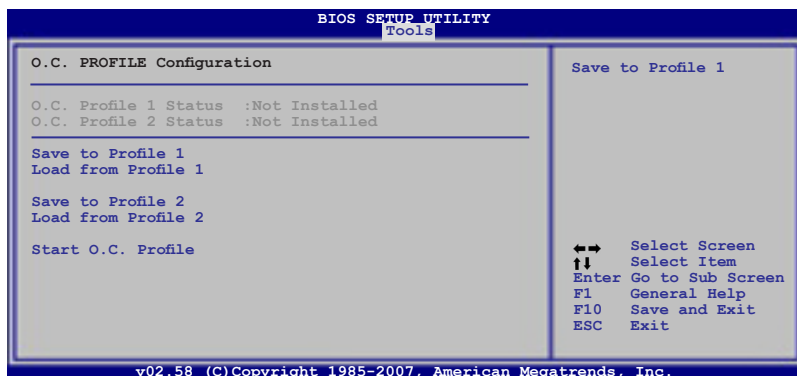 BIOS SETUP UTILITY
Tools
O.C. PROFILE Configuration
O.C. Profile 1 Status :Not Installed
O.C. Profile 2 Status :Not Installed
Save to Profile 1
Load from Profile 1
Save to Profile 2
Load from Profile 2
Start O.C. Profile
Save to Profile 1
←→ Select Screen
↑↓ Select Item
Enter Go to Sub Screen
F1 General Help
F10 Save and Exit
ESC Exit
v02.58 (C)Copyright 1985-2007, American Megatrends, Inc.